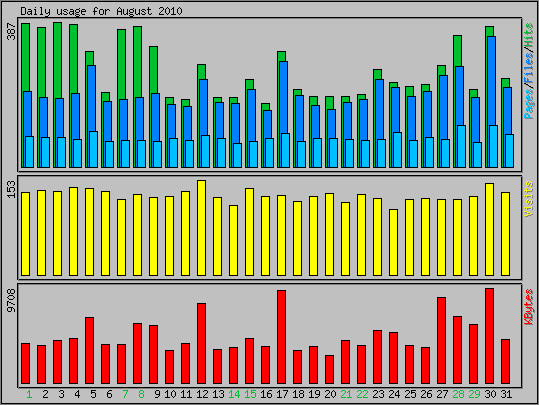 Daily usage for August 2010
387
Pages/Files/Hits
153
Visits
9708
KBytes
1 2 3 4 5 6 7 8 9 10 11 12 13 14 15 16 17 18 19 20 21 22 23 24 25 26 27 28 29 30 31